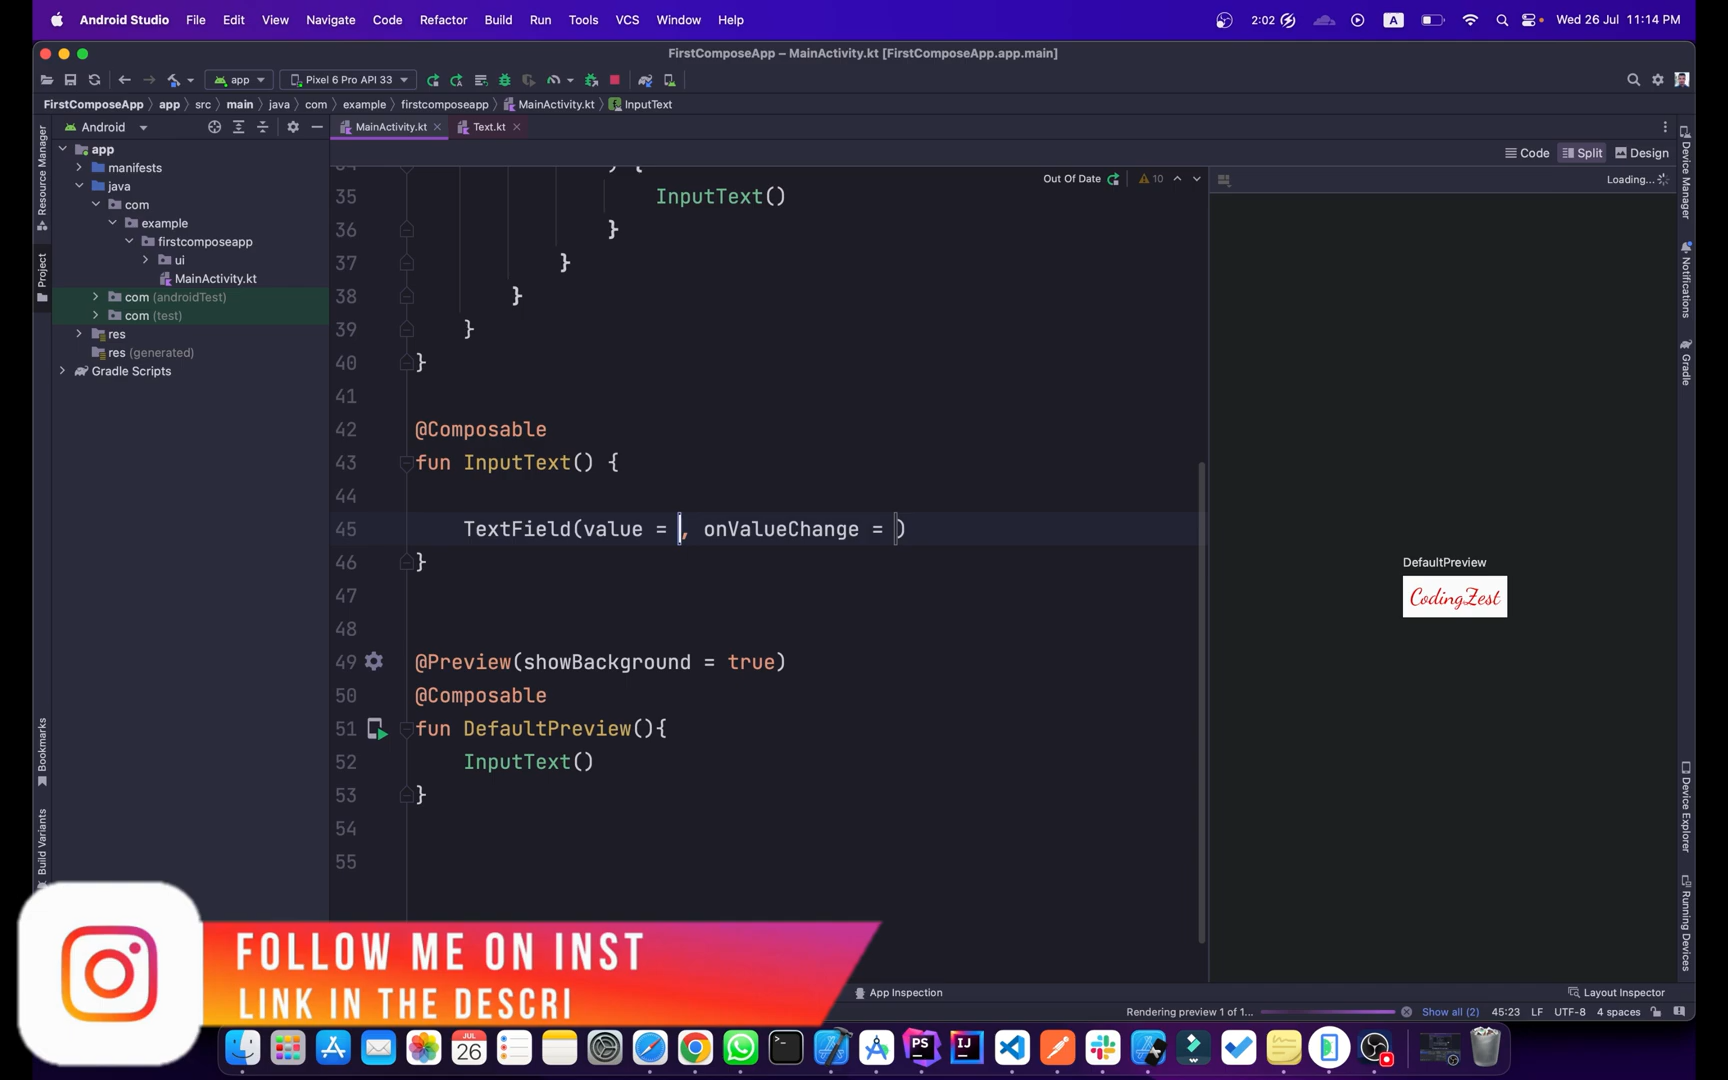 Android Studio File Edit View Navigate Code Refactor Build Run Tools VCS Window Help 2:02 A Wed 26 Jul 11:14 PM
FirstComposeApp – MainActivity.kt [FirstComposeApp.app.main]
app Pixel 6 Pro API 33
FirstComposeApp app src main java com example firstcomposeapp MainActivity.kt InputText
Android MainActivity.kt Text.kt
Code Split Design
Out Of Date 10 Loading...
app
manifests
java
com
example
firstcomposeapp
ui
MainActivity.kt
com (androidTest)
com (test)
res
res (generated)
Gradle Scripts
Resource Manager
Project
Bookmarks
Build Variants
34 ) {
35 InputText()
36 }
37 }
38 }
39 }
40 }
41
42 @Composable
43 fun InputText() {
44
45 TextField(value = , onValueChange = )
46 }
47
48
49 @Preview(showBackground = true)
50 @Composable
51 fun DefaultPreview(){
52 InputText()
53 }
54
55
DefaultPreview
CodingZest
Device Manager
Notifications
Gradle
Device Explorer
Running Devices
FOLLOW ME ON INST
LINK IN THE DESCRI
App Inspection Layout Inspector
Rendering preview 1 of 1... Show all (2) 45:23 LF UTF-8 4 spaces
JUL
26
PS
IJ